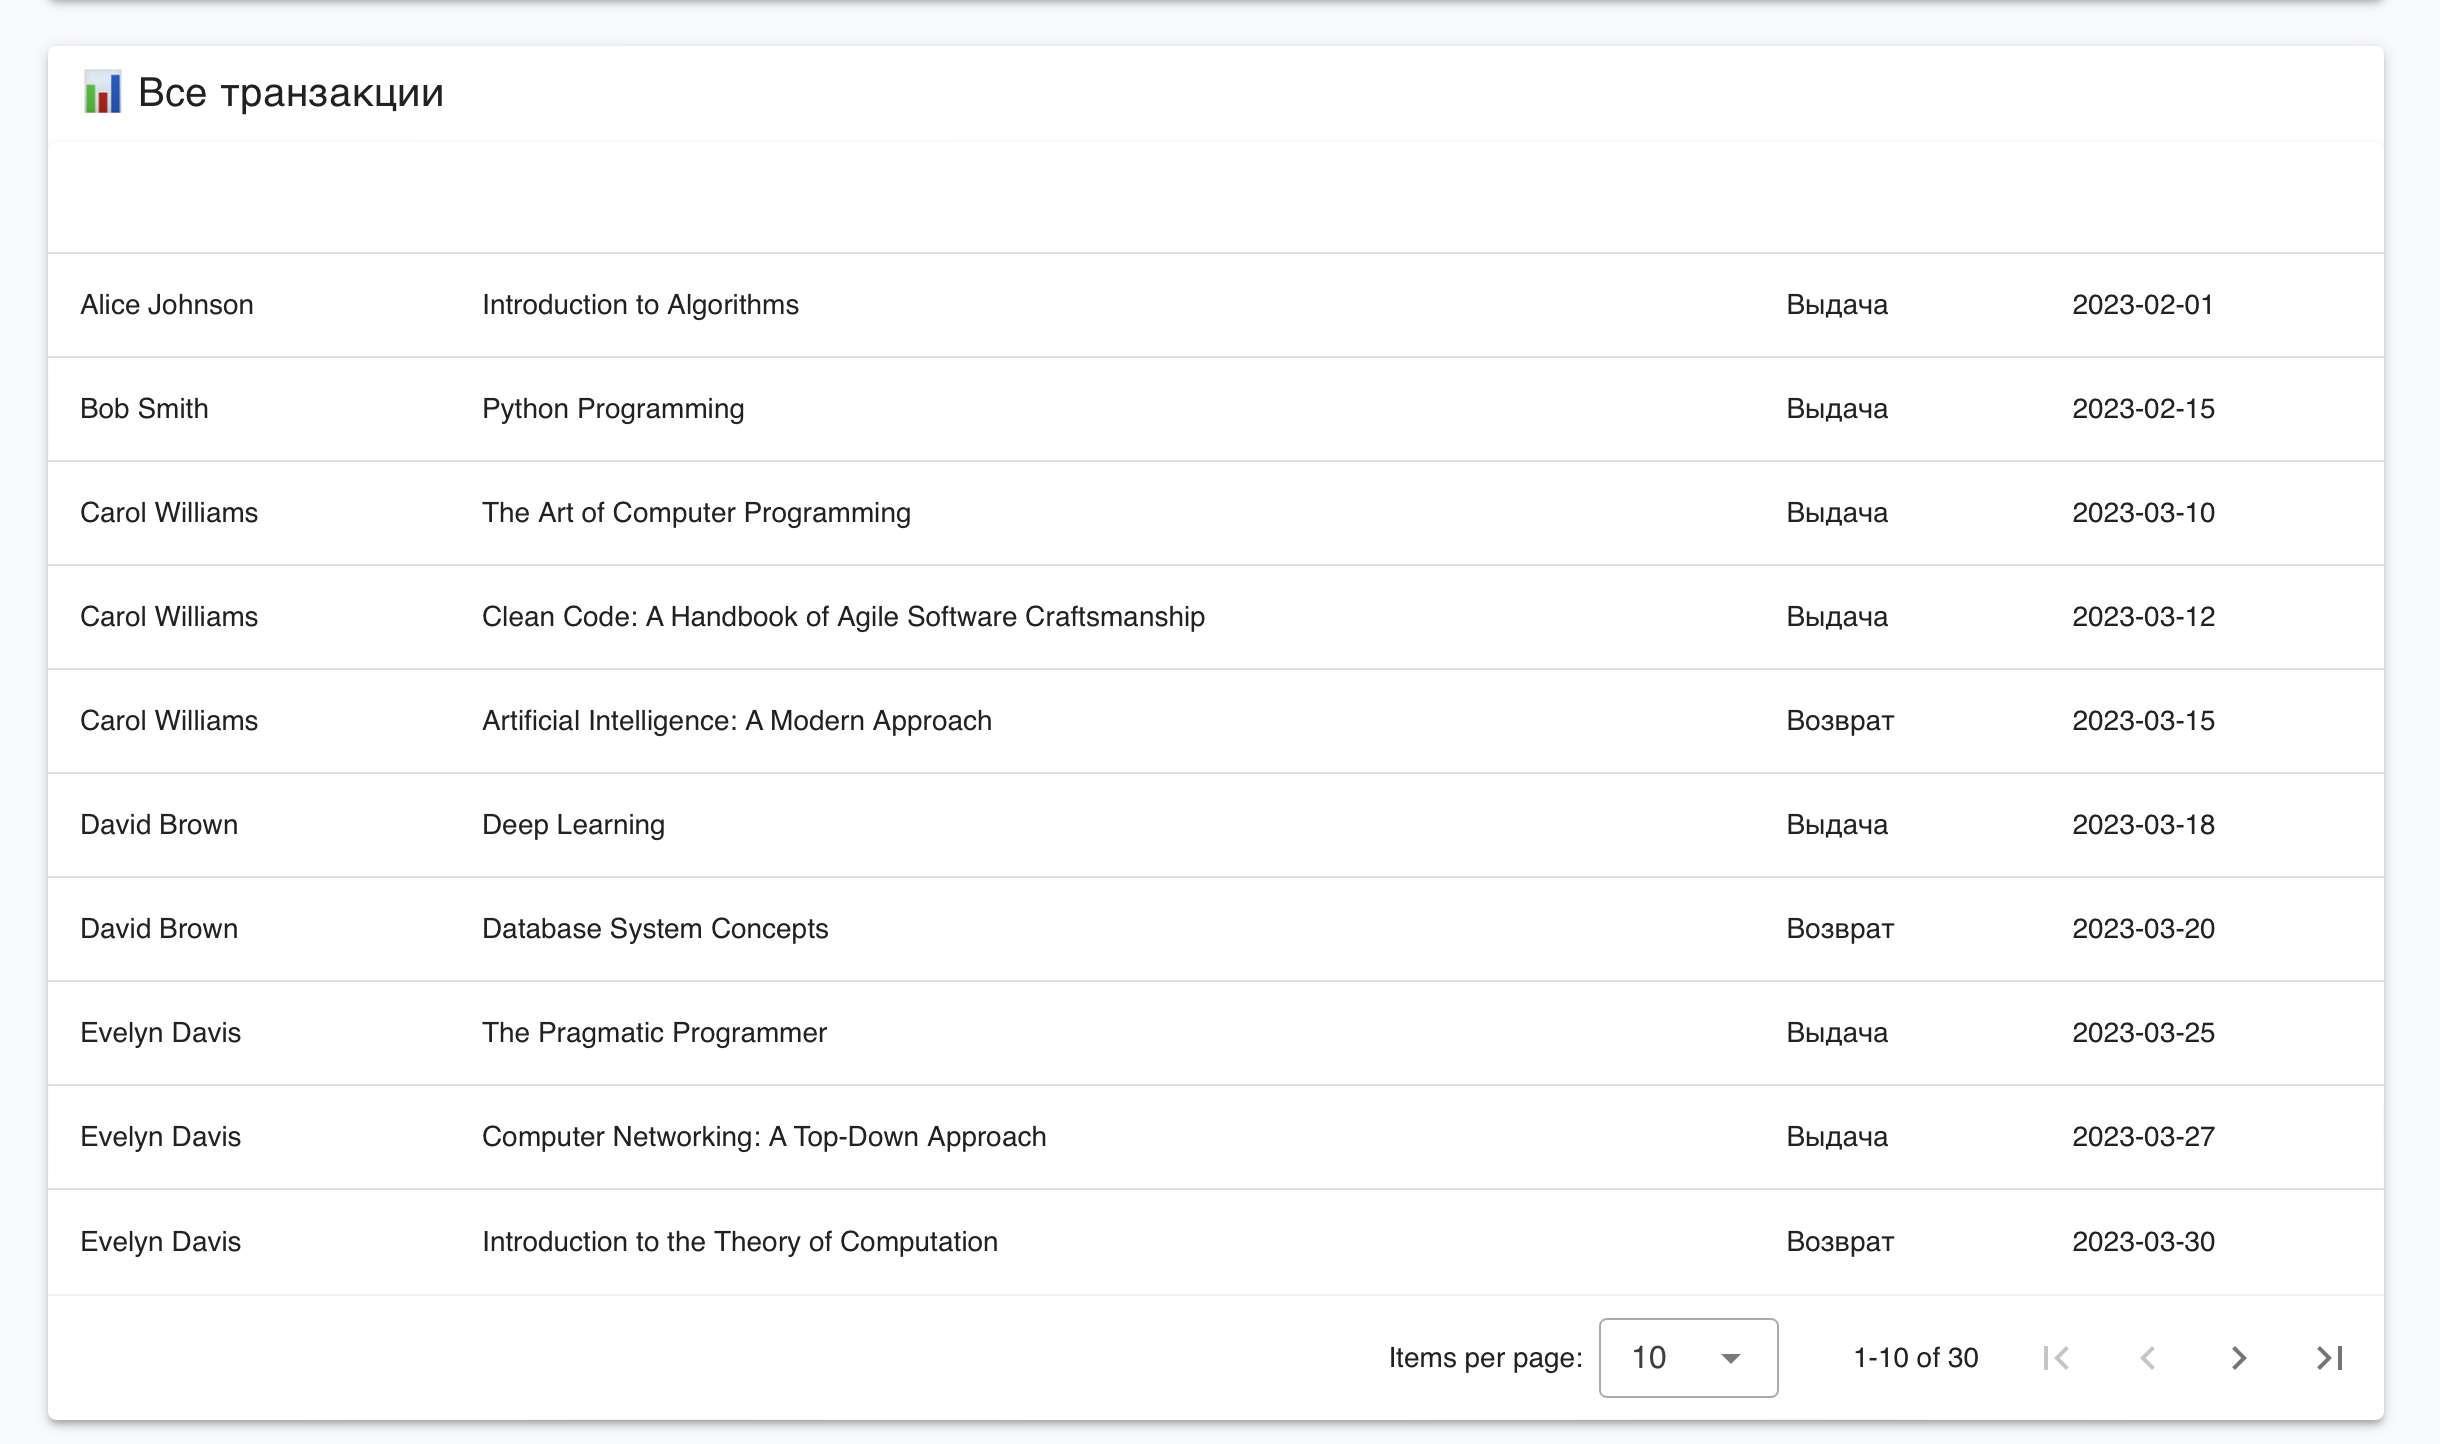 Все транзакции
Alice Johnson Introduction to Algorithms Выдача 2023-02-01
Bob Smith Python Programming Выдача 2023-02-15
Carol Williams The Art of Computer Programming Выдача 2023-03-10
Carol Williams Clean Code: A Handbook of Agile Software Craftsmanship Выдача 2023-03-12
Carol Williams Artificial Intelligence: A Modern Approach Возврат 2023-03-15
David Brown Deep Learning Выдача 2023-03-18
David Brown Database System Concepts Возврат 2023-03-20
Evelyn Davis The Pragmatic Programmer Выдача 2023-03-25
Evelyn Davis Computer Networking: A Top-Down Approach Выдача 2023-03-27
Evelyn Davis Introduction to the Theory of Computation Возврат 2023-03-30
Items per page: 10 1-10 of 30